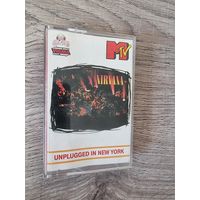 MTV
NIRVANA
UNPLUGGED IN NEW YORK